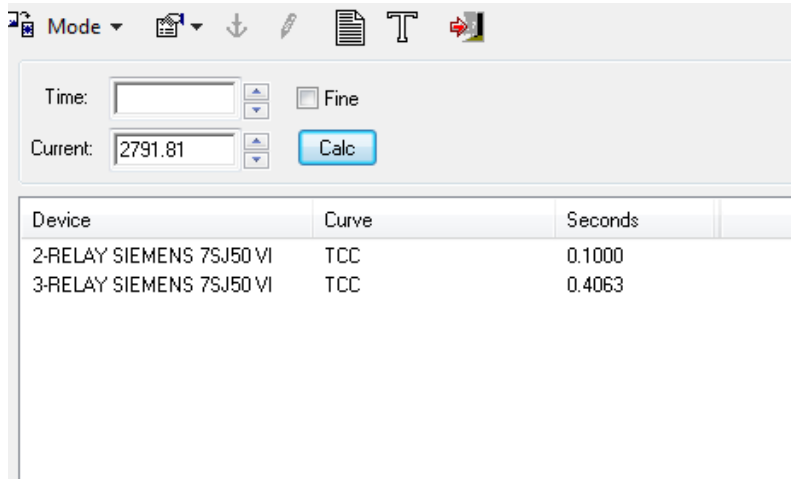 Mode
Time: Fine
Current: 2791.81 Calc
Device Curve Seconds
2-RELAY SIEMENS 7SJ50 VI TCC 0.1000
3-RELAY SIEMENS 7SJ50 VI TCC 0.4063